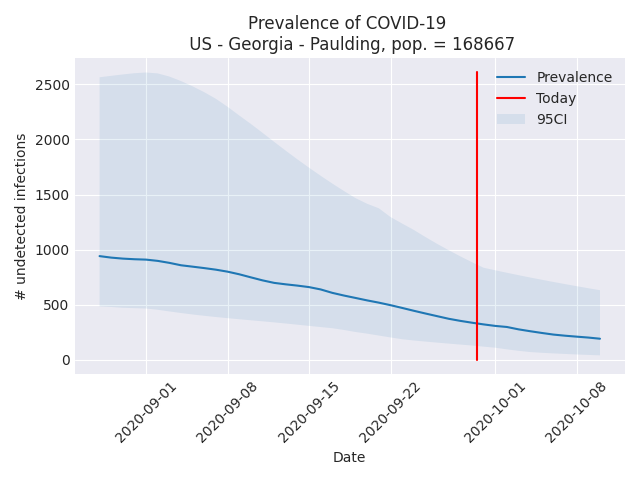 Prevalence of COVID-19
US - Georgia - Paulding, pop. = 168667
Prevalence
Today
95CI
# undetected infections
2500
2000
1500
1000
500
0
2020-09-01
2020-09-08
2020-09-15
2020-09-22
2020-10-01
2020-10-08
Date